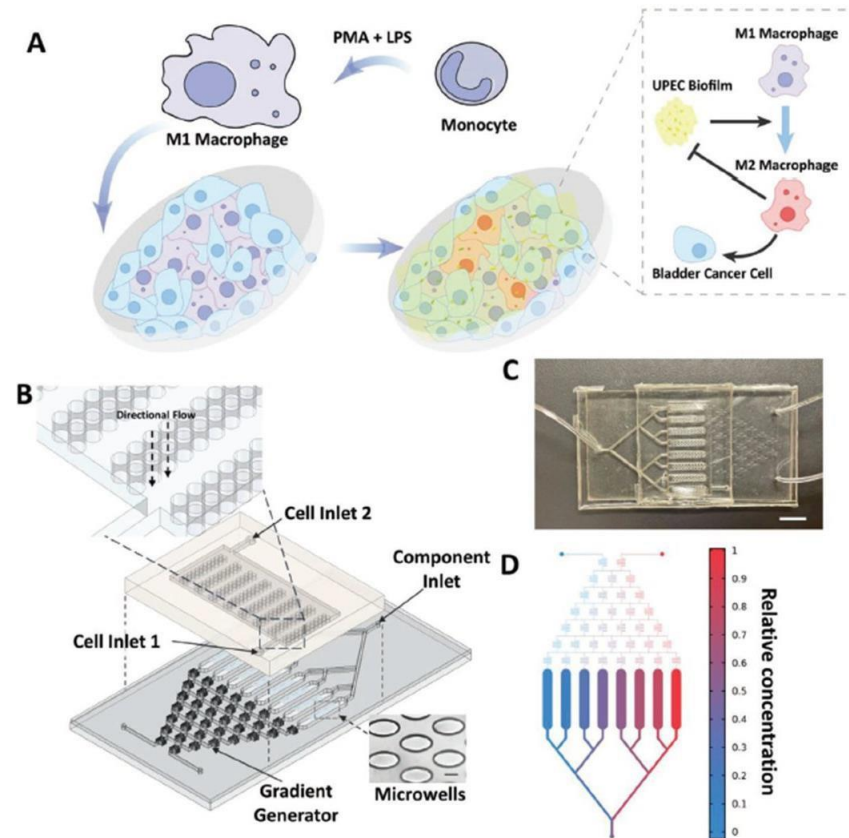 A
PMA + LPS
M1 Macrophage
Monocyte
M1 Macrophage
UPEC Biofilm
M2 Macrophage
Bladder Cancer Cell
B
Directional Flow
Cell Inlet 2
Component
Inlet
Cell Inlet 1
Gradient
Generator
Microwells
C
D
1
0.9
0.8
0.7
0.6
0.5
0.4
0.3
0.2
0.1
0
Relative concentration